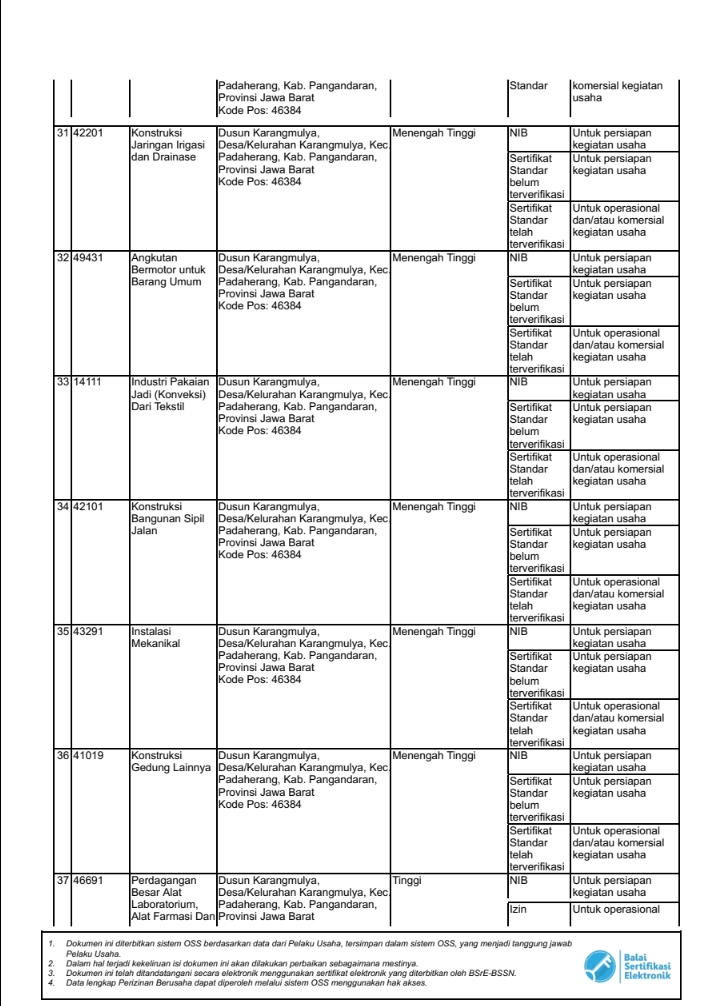 Padaherang, Kab. Pangandaran, Standar komersial kegiatan
Provinsi Jawa Barat usaha
Kode Pos: 46384
31 42201 Konstruksi Dusun Karangmulya, Menengah Tinggi NIB Untuk persiapan
Jaringan Irigasi Desa/Kelurahan Karangmulya, Kec. kegiatan usaha
dan Drainase Padaherang, Kab. Pangandaran, Sertifikat Untuk persiapan
Provinsi Jawa Barat Standar kegiatan usaha
Kode Pos: 46384 belum
terverifikasi
Sertifikat Untuk operasional
Standar dan/atau komersial
telah kegiatan usaha
terverifikasi
32 49431 Angkutan Dusun Karangmulya, Menengah Tinggi NIB Untuk persiapan
Bermotor untuk Desa/Kelurahan Karangmulya, Kec. kegiatan usaha
Barang Umum Padaherang, Kab. Pangandaran, Sertifikat Untuk persiapan
Provinsi Jawa Barat Standar kegiatan usaha
Kode Pos: 46384 belum
terverifikasi
Sertifikat Untuk operasional
Standar dan/atau komersial
telah kegiatan usaha
terverifikasi
33 14111 Industri Pakaian Dusun Karangmulya, Menengah Tinggi NIB Untuk persiapan
Jadi (Konveksi) Desa/Kelurahan Karangmulya, Kec. kegiatan usaha
Dari Tekstil Padaherang, Kab. Pangandaran, Sertifikat Untuk persiapan
Provinsi Jawa Barat Standar kegiatan usaha
Kode Pos: 46384 belum
terverifikasi
Sertifikat Untuk operasional
Standar dan/atau komersial
telah kegiatan usaha
terverifikasi
34 42101 Konstruksi Dusun Karangmulya, Menengah Tinggi NIB Untuk persiapan
Bangunan Sipil Desa/Kelurahan Karangmulya, Kec. kegiatan usaha
Jalan Padaherang, Kab. Pangandaran, Sertifikat Untuk persiapan
Provinsi Jawa Barat Standar kegiatan usaha
Kode Pos: 46384 belum
terverifikasi
Sertifikat Untuk operasional
Standar dan/atau komersial
telah kegiatan usaha
terverifikasi
35 43291 Instalasi Dusun Karangmulya, Menengah Tinggi NIB Untuk persiapan
Mekanikal Desa/Kelurahan Karangmulya, Kec. kegiatan usaha
Padaherang, Kab. Pangandaran, Sertifikat Untuk persiapan
Provinsi Jawa Barat Standar kegiatan usaha
Kode Pos: 46384 belum
terverifikasi
Sertifikat Untuk operasional
Standar dan/atau komersial
telah kegiatan usaha
terverifikasi
36 41019 Konstruksi Dusun Karangmulya, Menengah Tinggi NIB Untuk persiapan
Gedung Lainnya Desa/Kelurahan Karangmulya, Kec. kegiatan usaha
Padaherang, Kab. Pangandaran, Sertifikat Untuk persiapan
Provinsi Jawa Barat Standar kegiatan usaha
Kode Pos: 46384 belum
terverifikasi
Sertifikat Untuk operasional
Standar dan/atau komersial
telah kegiatan usaha
terverifikasi
37 46691 Perdagangan Dusun Karangmulya, Tinggi NIB Untuk persiapan
Besar Alat Desa/Kelurahan Karangmulya, Kec. kegiatan usaha
Laboratorium, Padaherang, Kab. Pangandaran, Izin Untuk operasional
Alat Farmasi Dan Provinsi Jawa Barat
1. Dokumen ini diterbitkan sistem OSS berdasarkan data dari Pelaku Usaha, tersimpan dalam sistem OSS, yang menjadi tanggung jawab
Pelaku Usaha.
2. Dalam hal terjadi kekeliruan isi dokumen ini akan dilakukan perbaikan sebagaimana mestinya.
3. Dokumen ini telah ditandatangani secara elektronik menggunakan sertifikat elektronik yang diterbitkan oleh BSrE-BSSN.
4. Data lengkap Perizinan Berusaha dapat diperoleh melalui sistem OSS menggunakan hak akses.
Balai
Sertifikasi
Elektronik